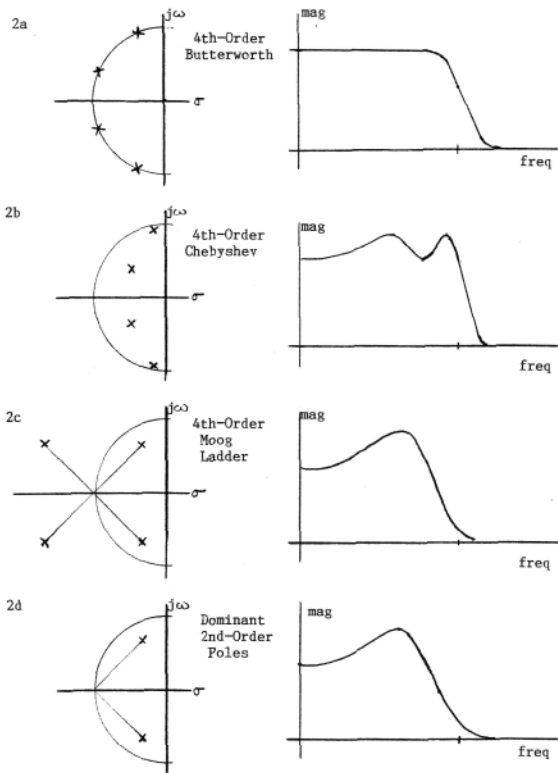 2a
jω
4th-Order
Butterworth
σ
mag
freq
2b
jω
4th-Order
Chebyshev
σ
mag
freq
2c
jω
4th-Order
Moog
Ladder
σ
mag
freq
2d
jω
Dominant
2nd-Order
Poles
σ
mag
freq